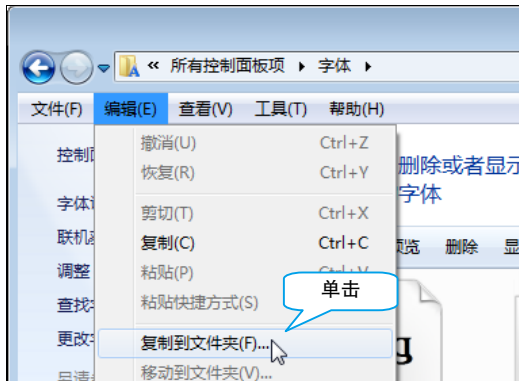 « 所有控制面板项 ▸ 字体 ▸
文件(F) 编辑(E) 查看(V) 工具(T) 帮助(H)
撤消(U) Ctrl+Z
恢复(R) Ctrl+Y
剪切(T) Ctrl+X
复制(C) Ctrl+C
粘贴(P) Ctrl+V
粘贴快捷方式(S)
复制到文件夹(F)...
移动到文件夹(V)...
单击
控制
字体
联机
调整
查找
更改
删除或者显示
字体
预览 删除 显